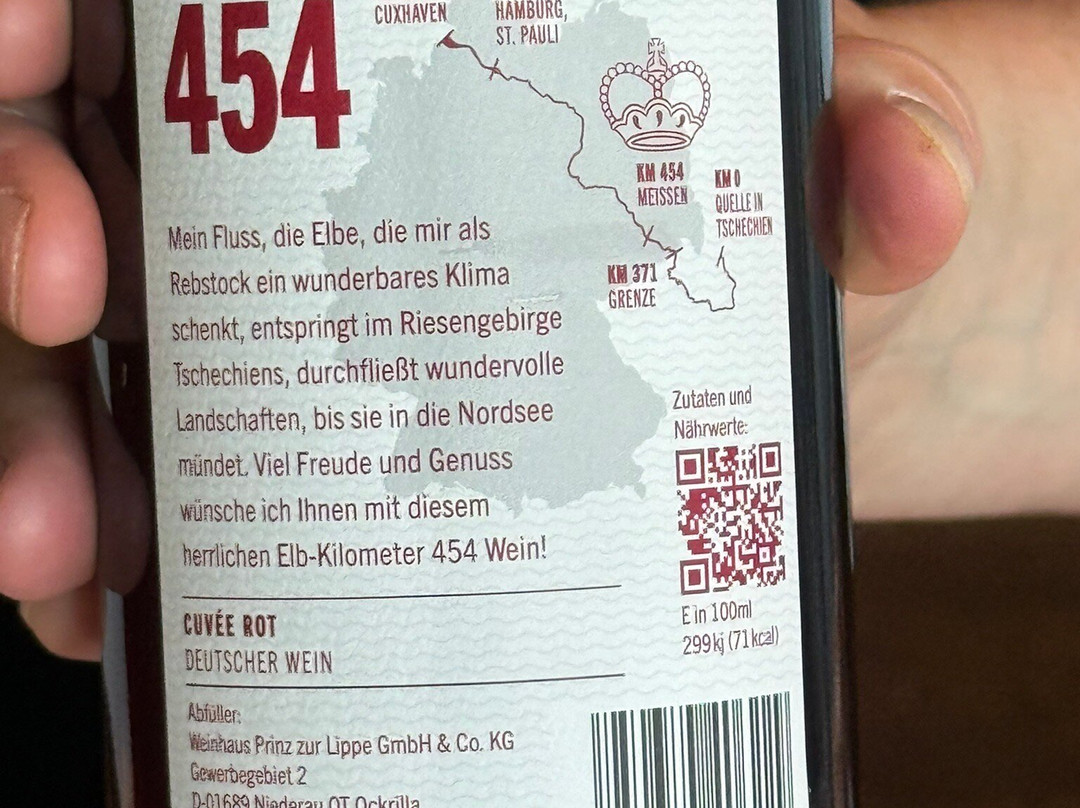 454
CUXHAVEN
HAMBURG,
ST. PAULI
KM 454
MEISSEN
KM 0
QUELLE IN
TSCHECHIEN
KM 371
GRENZE
Mein Fluss, die Elbe, die mir als
Rebstock ein wunderbares Klima
schenkt, entspringt im Riesengebirge
Tschechiens, durchfließt wundervolle
Landschaften, bis sie in die Nordsee
mündet. Viel Freude und Genuss
wünsche ich Ihnen mit diesem
herrlichen Elb-Kilometer 454 Wein!
Zutaten und
Nährwerte:
E in 100ml
299 kj (71 kcal)
CUVÉE ROT
DEUTSCHER WEIN
Abfüller:
Weinhaus Prinz zur Lippe GmbH & Co. KG
Gewerbegebiet 2
D-01689 Niederau OT Ockrilla